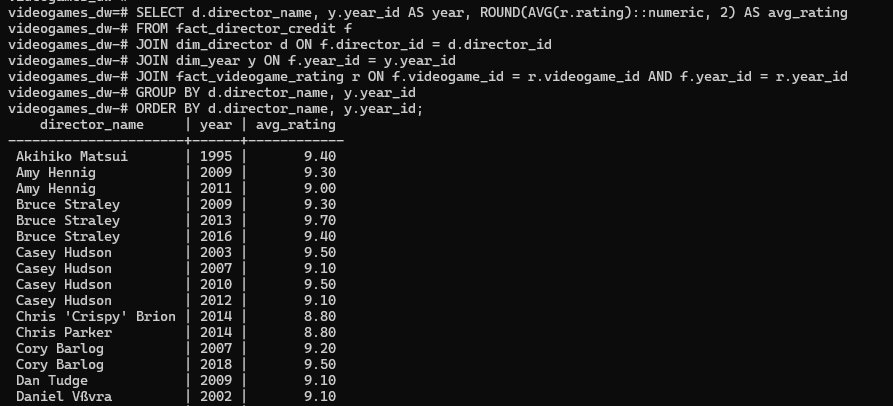 videogames_dw-# SELECT d.director_name, y.year_id AS year, ROUND(AVG(r.rating)::numeric, 2) AS avg_rating
videogames_dw-# FROM fact_director_credit f
videogames_dw-# JOIN dim_director d ON f.director_id = d.director_id
videogames_dw-# JOIN dim_year y ON f.year_id = y.year_id
videogames_dw-# JOIN fact_videogame_rating r ON f.videogame_id = r.videogame_id AND f.year_id = r.year_id
videogames_dw-# GROUP BY d.director_name, y.year_id
videogames_dw-# ORDER BY d.director_name, y.year_id;
director_name | year | avg_rating
----------------------+------+------------
Akihiko Matsui | 1995 | 9.40
Amy Hennig | 2009 | 9.30
Amy Hennig | 2011 | 9.00
Bruce Straley | 2009 | 9.30
Bruce Straley | 2013 | 9.70
Bruce Straley | 2016 | 9.40
Casey Hudson | 2003 | 9.50
Casey Hudson | 2007 | 9.10
Casey Hudson | 2010 | 9.50
Casey Hudson | 2012 | 9.10
Chris 'Crispy' Brion | 2014 | 8.80
Chris Parker | 2014 | 8.80
Cory Barlog | 2007 | 9.20
Cory Barlog | 2018 | 9.50
Dan Tudge | 2009 | 9.10
Daniel Vßvra | 2002 | 9.10